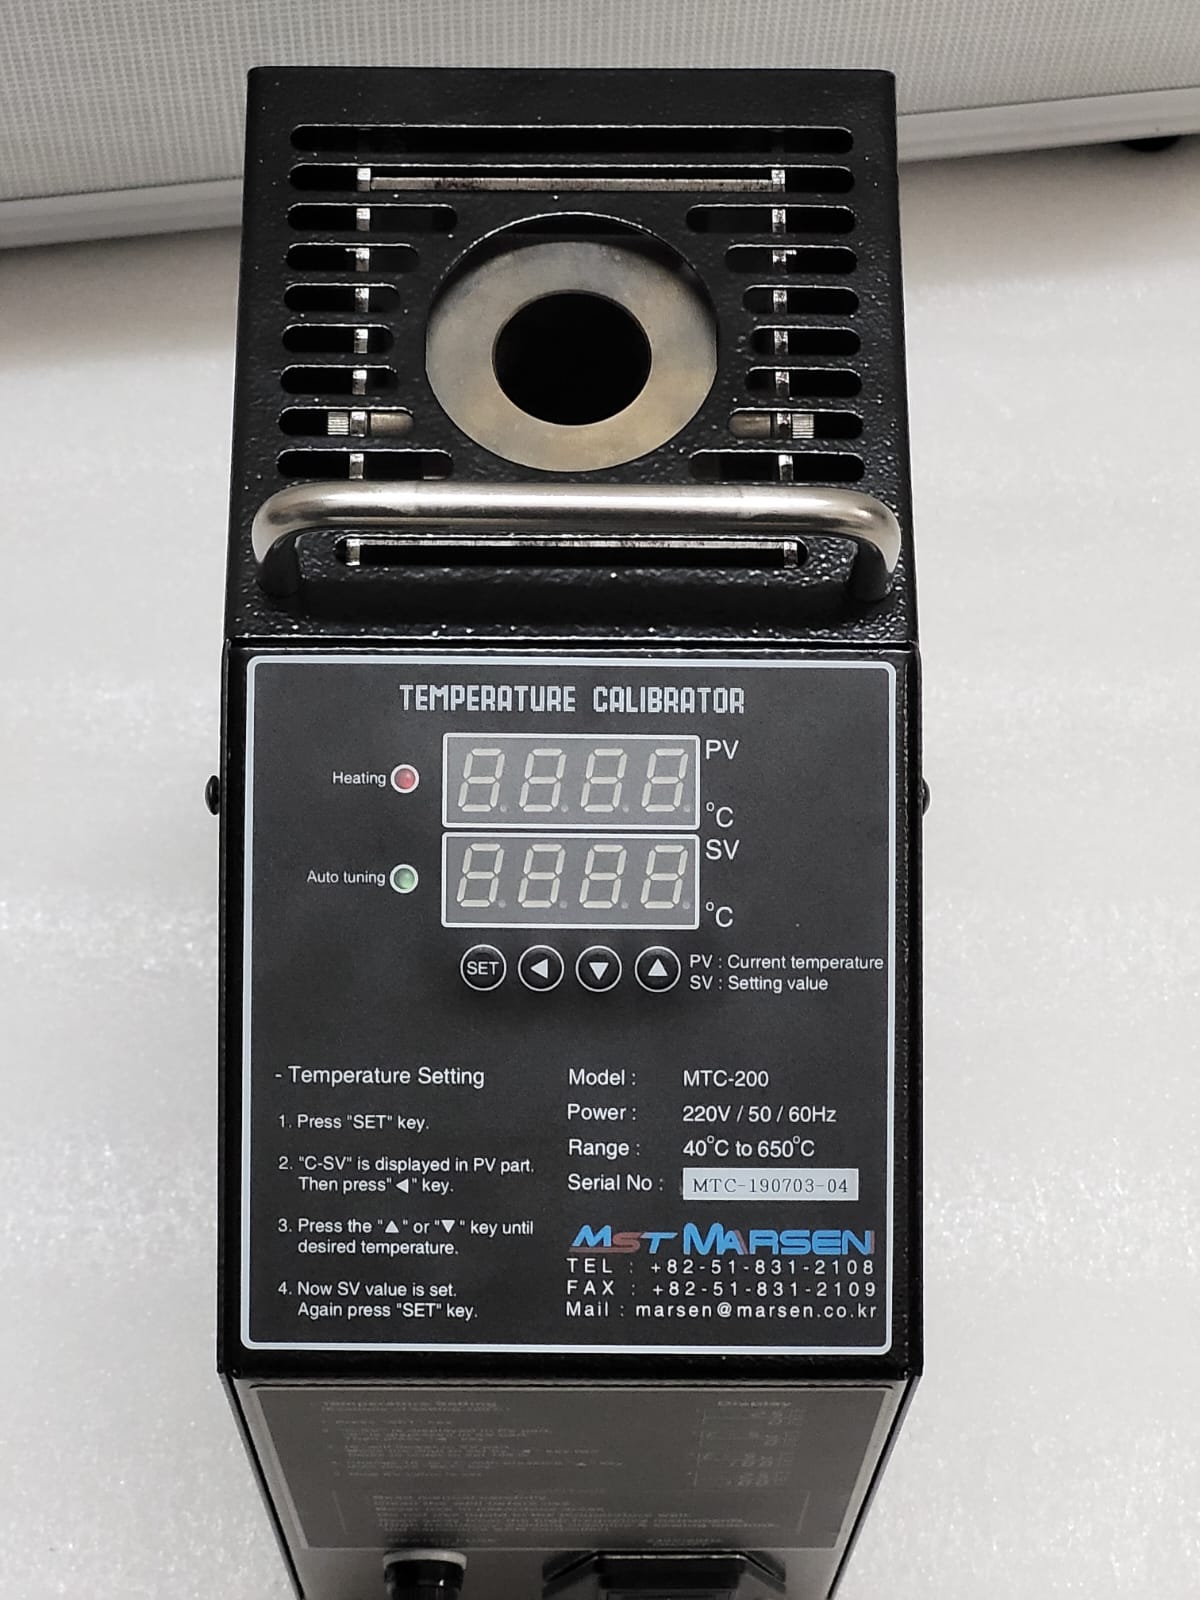 TEMPERATURE CALIBRATOR
PV
Heating
°C
SV
Auto tuning
°C
SET ◀ ▼ ▲
PV : Current temperature
SV : Setting value
- Temperature Setting
1. Press "SET" key.
2. "C-SV" is displayed in PV part.
Then press"◀" key.
3. Press the "▲" or "▼" key until
desired temperature.
4. Now SV value is set.
Again press "SET" key.
Model : MTC-200
Power : 220V / 50 / 60Hz
Range : 40°C to 650°C
Serial No : MTC-190703-04
MST MARSEN
TEL : +82-51-831-2108
FAX : +82-51-831-2109
Mail : marsen@marsen.co.kr
Temperature Setting
Display